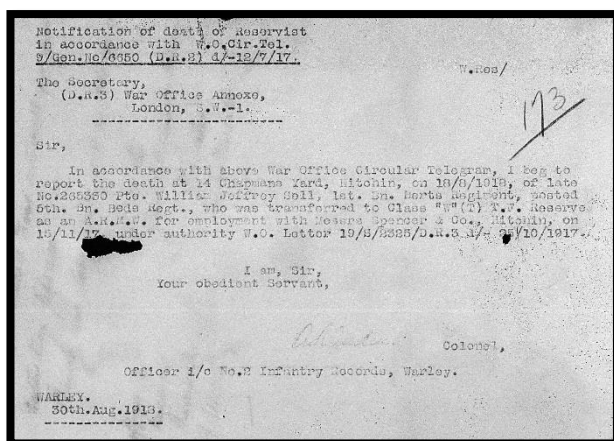 Notification of death of Reservist
in accordance with W.O.Cir.Tel.
9/Gen.No/6650 (D.R.2) d/-12/7/17.
W.Res/
173
The Secretary,
(D.R.3) War Office Annexe,
London, S.W.-1.
Sir,
In accordance with above War Office Circular Telegram, I beg to
report the death at 14 Chapmans Yard, Hitchin, on 18/8/1918, of late
No.265350 Pte. William Jeffrey Sell, 1st. Bn. Herts Regiment, posted
5th. Bn. Beds Regt., who was transferred to Class "W"(T) T.F. Reserve
as an A.R.M.W. for employment with Messrs Spencer & Co., Hitchin, on
15/11/17. under authority W.O. Letter 19/8/2325/D.R.3 d/- 25/10/1917.
I am, Sir,
Your obedient Servant,
Colonel,
Officer i/c No.2 Infantry Records, Warley.
WARLEY.
30th.Aug.1918.